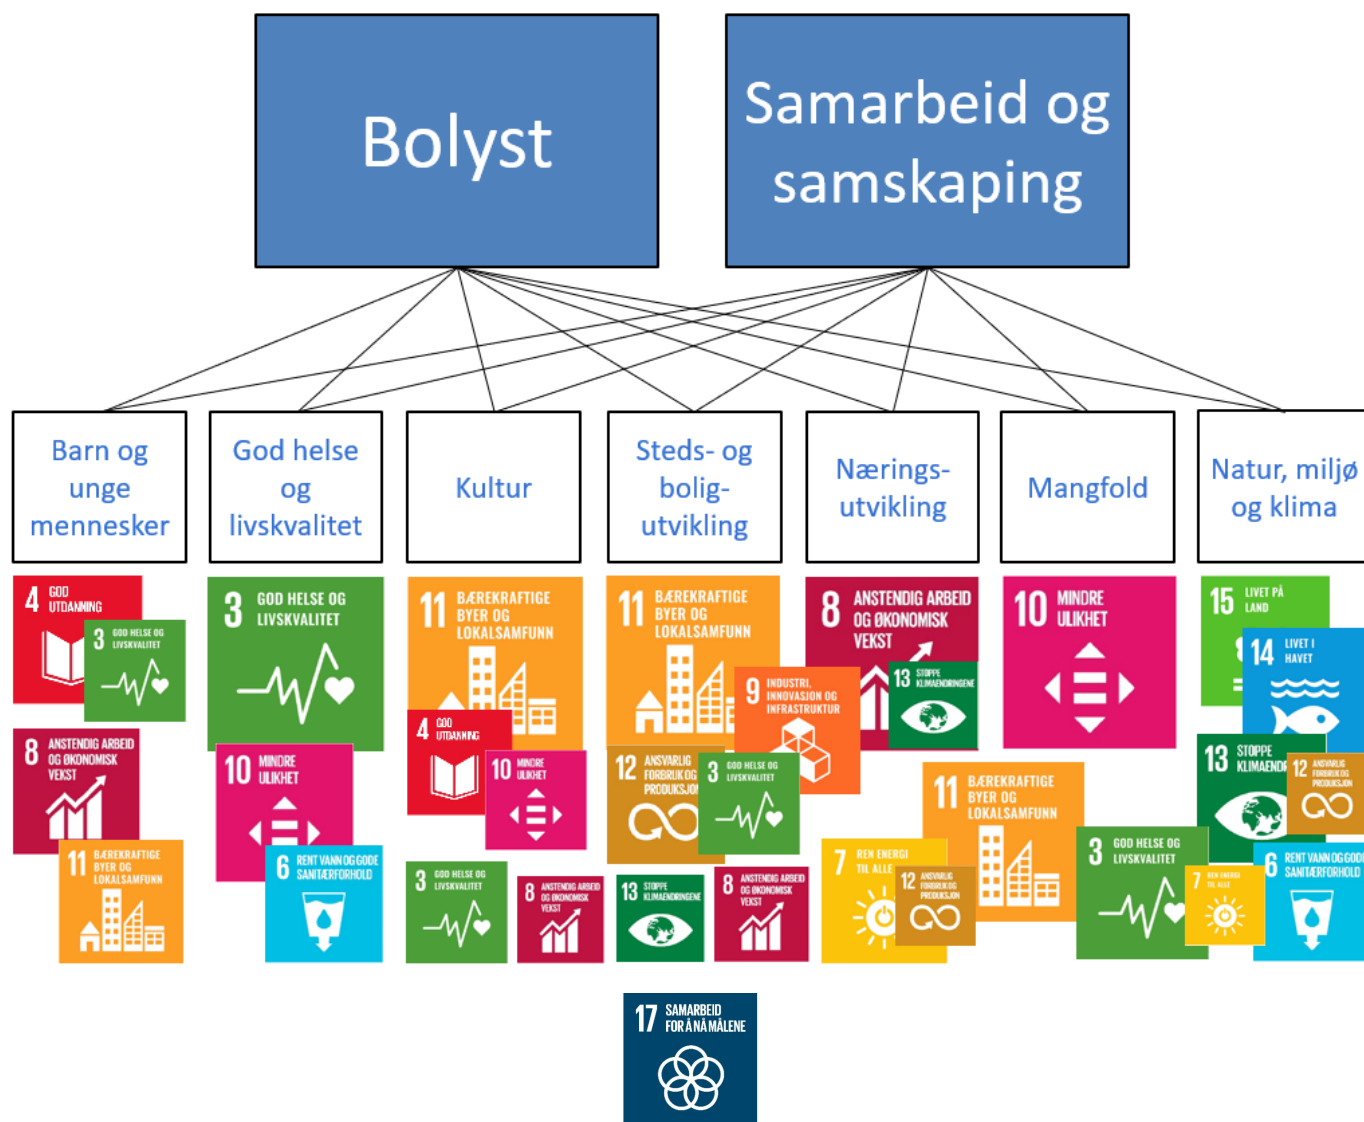 Bolyst
Samarbeid og
samskaping
Barn og
unge
mennesker
God helse
og
livskvalitet
Kultur
Steds- og
bolig-
utvikling
Nærings-
utvikling
Mangfold
Natur, miljø
og klima
4 GOD
UTDANNING
3 GOD HELSE OG
LIVSKVALITET
8 ANSTENDIG ARBEID
OG ØKONOMISK
VEKST
11 BÆREKRAFTIGE
BYER OG
LOKALSAMFUNN
3 GOD HELSE OG
LIVSKVALITET
10 MINDRE
ULIKHET
6 RENT VANN OG GODE
SANITÆRFORHOLD
11 BÆREKRAFTIGE
BYER OG
LOKALSAMFUNN
4 GOD
UTDANNING
10 MINDRE
ULIKHET
3 GOD HELSE OG
LIVSKVALITET
8 ANSTENDIG ARBEID
OG ØKONOMISK
VEKST
11 BÆREKRAFTIGE
BYER OG
LOKALSAMFUNN
9 INDUSTRI,
INNOVASJON OG
INFRASTRUKTUR
12 ANSVARLIG
FORBRUK OG
PRODUKSJON
3 GOD HELSE OG
LIVSKVALITET
13 STOPPE
KLIMAENDRINGENE
8 ANSTENDIG ARBEID
OG ØKONOMISK
VEKST
8 ANSTENDIG ARBEID
OG ØKONOMISK
VEKST
13 STOPPE
KLIMAENDRINGENE
7 REN ENERGI
TIL ALLE
12 ANSVARLIG
FORBRUK OG
PRODUKSJON
11 BÆREKRAFTIGE
BYER OG
LOKALSAMFUNN
10 MINDRE
ULIKHET
3 GOD HELSE OG
LIVSKVALITET
15 LIVET PÅ
LAND
14 LIVET I
HAVET
13 STOPPE
KLIMAENDR
12 ANSVARLIG
FORBRUK OG
PRODUKSJON
7 REN ENERGI
TIL ALLE
6 RENT VANN OG GODE
SANITÆRFORHOLD
17 SAMARBEID
FOR Å NÅ MÅLENE